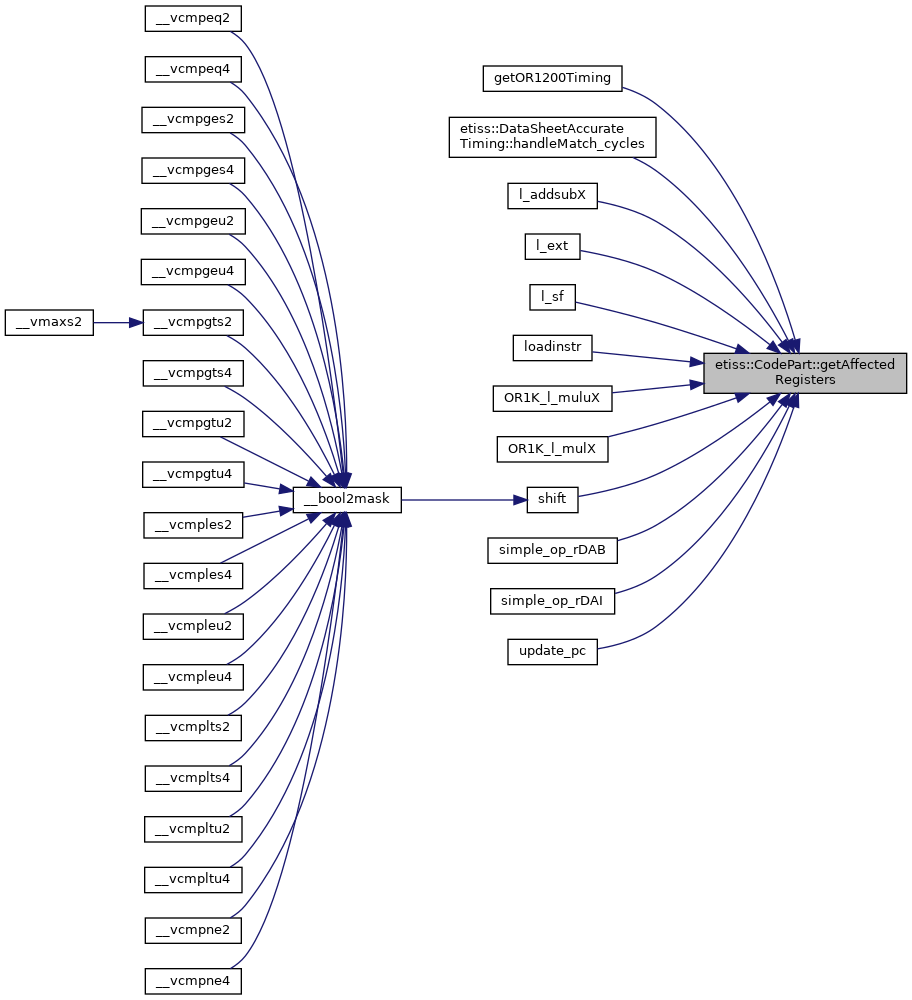 __vcmpeq2
__vcmpeq4
__vcmpges2
__vcmpges4
__vcmpgeu2
__vcmpgeu4
__vmaxs2
__vcmpgts2
__vcmpgts4
__vcmpgtu2
__vcmpgtu4
__vcmples2
__vcmples4
__vcmpleu2
__vcmpleu4
__vcmplts2
__vcmplts4
__vcmpltu2
__vcmpltu4
__vcmpne2
__vcmpne4
__bool2mask
getOR1200Timing
etiss::DataSheetAccurate
Timing::handleMatch_cycles
l_addsubX
l_ext
l_sf
loadinstr
OR1K_l_muluX
OR1K_l_mulX
shift
simple_op_rDAB
simple_op_rDAI
update_pc
etiss::CodePart::getAffected
Registers